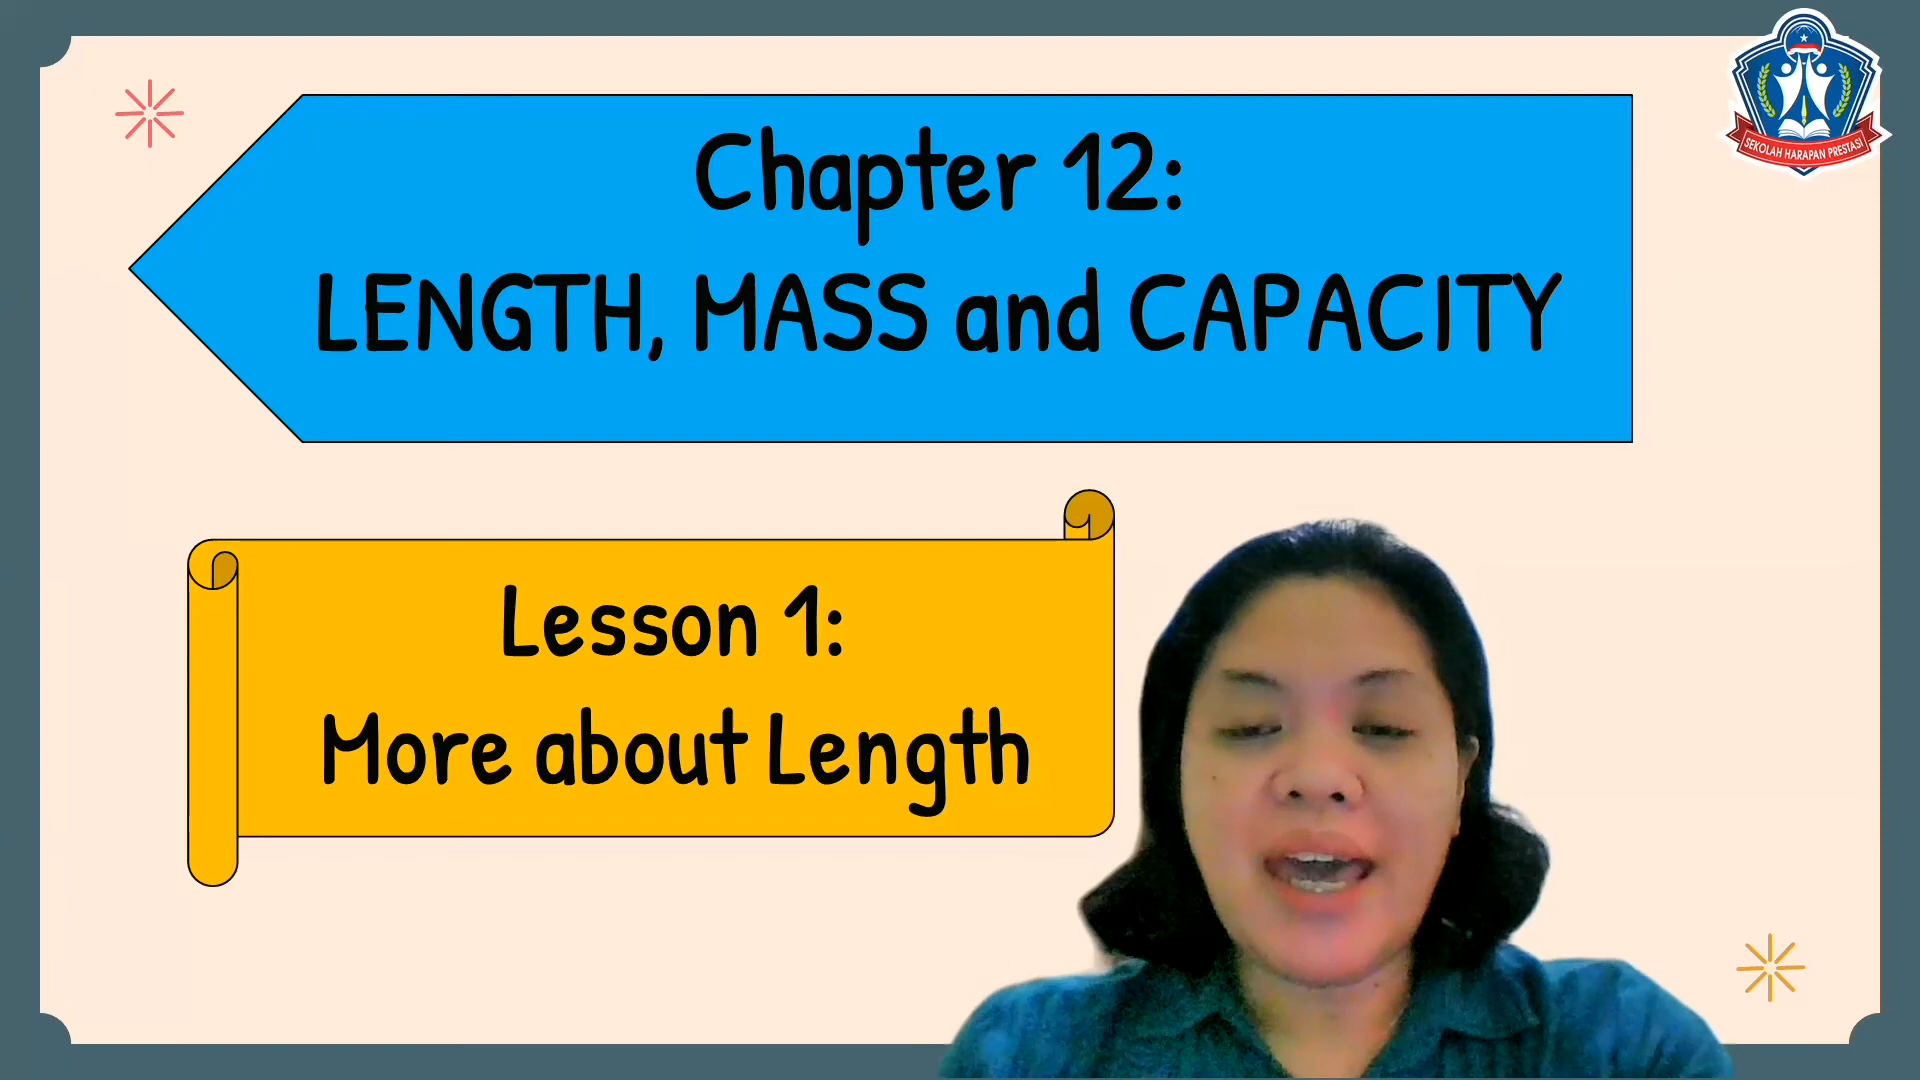 Chapter 12:
LENGTH, MASS and CAPACITY
Lesson 1:
More about Length
SEKOLAH HARAPAN PRESTASI